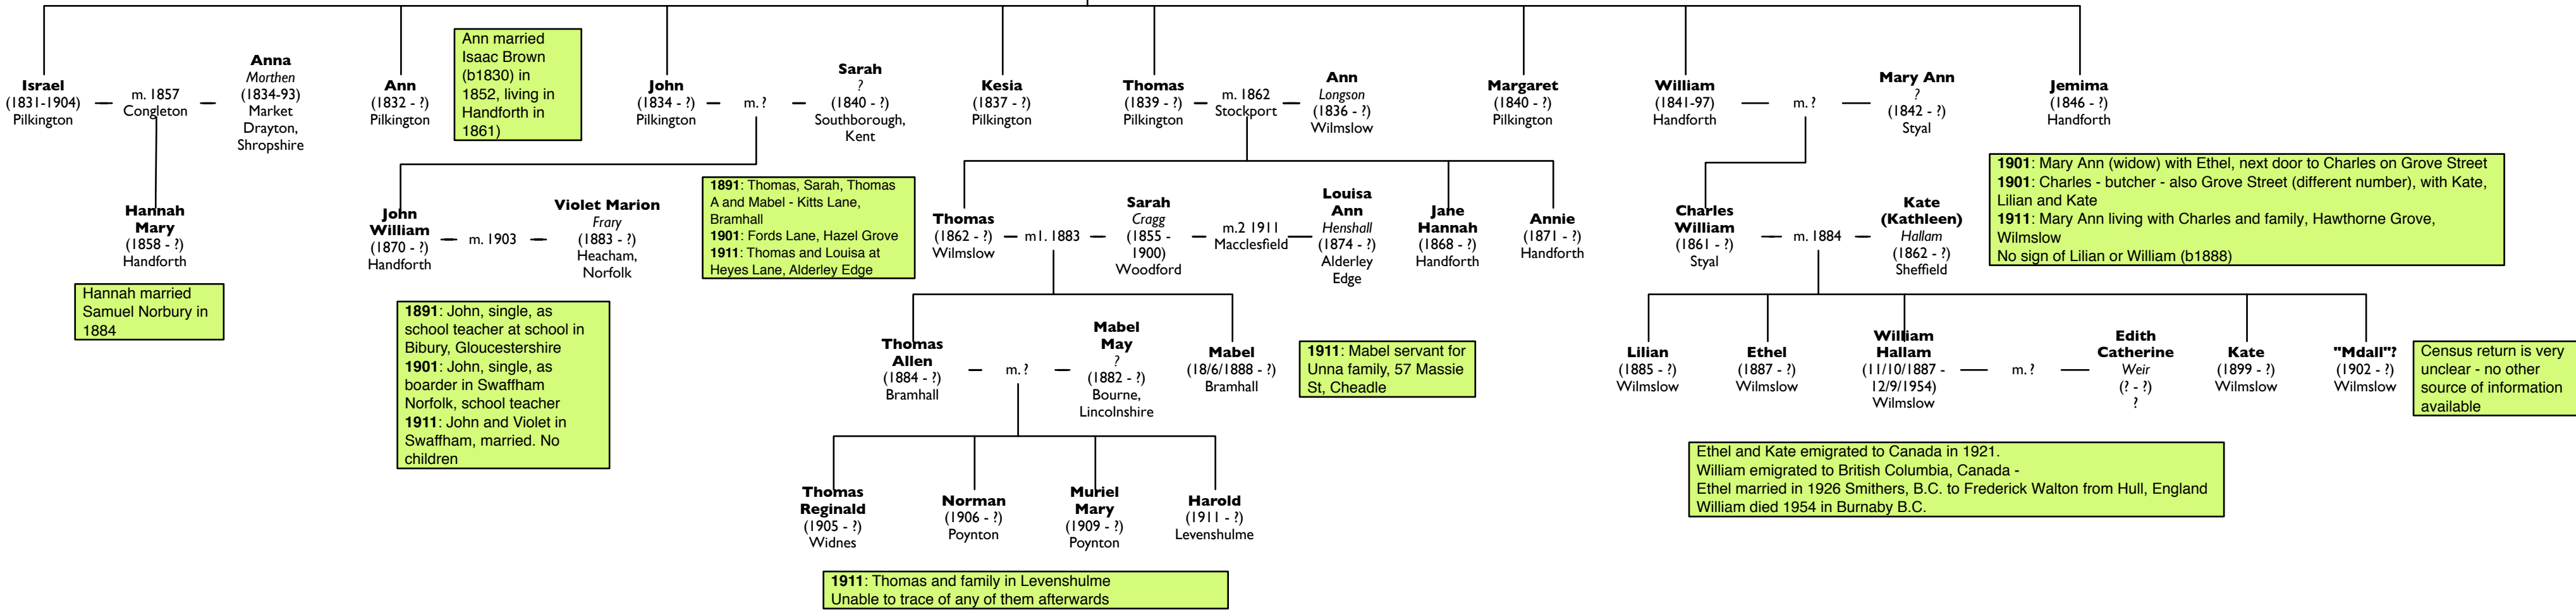 Israel
(1831-1904)
Pilkington
m. 1857
Congleton
Anna
Morthen
(1834-93)
Market
Drayton,
Shropshire
Ann
(1832 - ?)
Pilkington
Ann married
Isaac Brown
(b1830) in
1852, living in
Handforth in
1861)
John
(1834 - ?)
Pilkington
m. ?
Sarah
?
(1840 - ?)
Southborough,
Kent
Kesia
(1837 - ?)
Pilkington
Thomas
(1839 - ?)
Pilkington
m. 1862
Stockport
Ann
Longson
(1836 - ?)
Wilmslow
Margaret
(1840 - ?)
Pilkington
William
(1841-97)
Handforth
m. ?
Mary Ann
?
(1842 - ?)
Styal
Jemima
(1846 - ?)
Handforth
Hannah
Mary
(1858 - ?)
Handforth
Hannah married
Samuel Norbury in
1884
John
William
(1870 - ?)
Handforth
m. 1903
Violet Marion
Frary
(1883 - ?)
Heacham,
Norfolk
1891: John, single, as
school teacher at school in
Bibury, Gloucestershire
1901: John, single, as
boarder in Swaffham
Norfolk, school teacher
1911: John and Violet in
Swaffham, married. No
children
1891: Thomas, Sarah, Thomas
A and Mabel - Kitts Lane,
Bramhall
1901: Fords Lane, Hazel Grove
1911: Thomas and Louisa at
Heyes Lane, Alderley Edge
Thomas
(1862 - ?)
Wilmslow
m1. 1883
Sarah
Cragg
(1855 -
1900)
Woodford
m.2 1911
Macclesfield
Louisa
Ann
Henshall
(1874 - ?)
Alderley
Edge
Jane
Hannah
(1868 - ?)
Handforth
Annie
(1871 - ?)
Handforth
Charles
William
(1861 - ?)
Styal
m. 1884
Kate
(Kathleen)
Hallam
(1862 - ?)
Sheffield
1901: Mary Ann (widow) with Ethel, next door to Charles on Grove Street
1901: Charles - butcher - also Grove Street (different number), with Kate,
Lilian and Kate
1911: Mary Ann living with Charles and family, Hawthorne Grove,
Wilmslow
No sign of Lilian or William (b1888)
Thomas
Allen
(1884 - ?)
Bramhall
m. ?
Mabel
May
?
(1882 - ?)
Bourne,
Lincolnshire
Mabel
(18/6/1888 - ?)
Bramhall
1911: Mabel servant for
Unna family, 57 Massie
St, Cheadle
Lilian
(1885 - ?)
Wilmslow
Ethel
(1887 - ?)
Wilmslow
William
Hallam
(11/10/1887 -
12/9/1954)
Wilmslow
m. ?
Edith
Catherine
Weir
(? - ?)
?
Kate
(1899 - ?)
Wilmslow
"Mdall"?
(1902 - ?)
Wilmslow
Census return is very
unclear - no other
source of information
available
Thomas
Reginald
(1905 - ?)
Widnes
Norman
(1906 - ?)
Poynton
Muriel
Mary
(1909 - ?)
Poynton
Harold
(1911 - ?)
Levenshulme
Ethel and Kate emigrated to Canada in 1921.
William emigrated to British Columbia, Canada -
Ethel married in 1926 Smithers, B.C. to Frederick Walton from Hull, England
William died 1954 in Burnaby B.C.
1911: Thomas and family in Levenshulme
Unable to trace of any of them afterwards